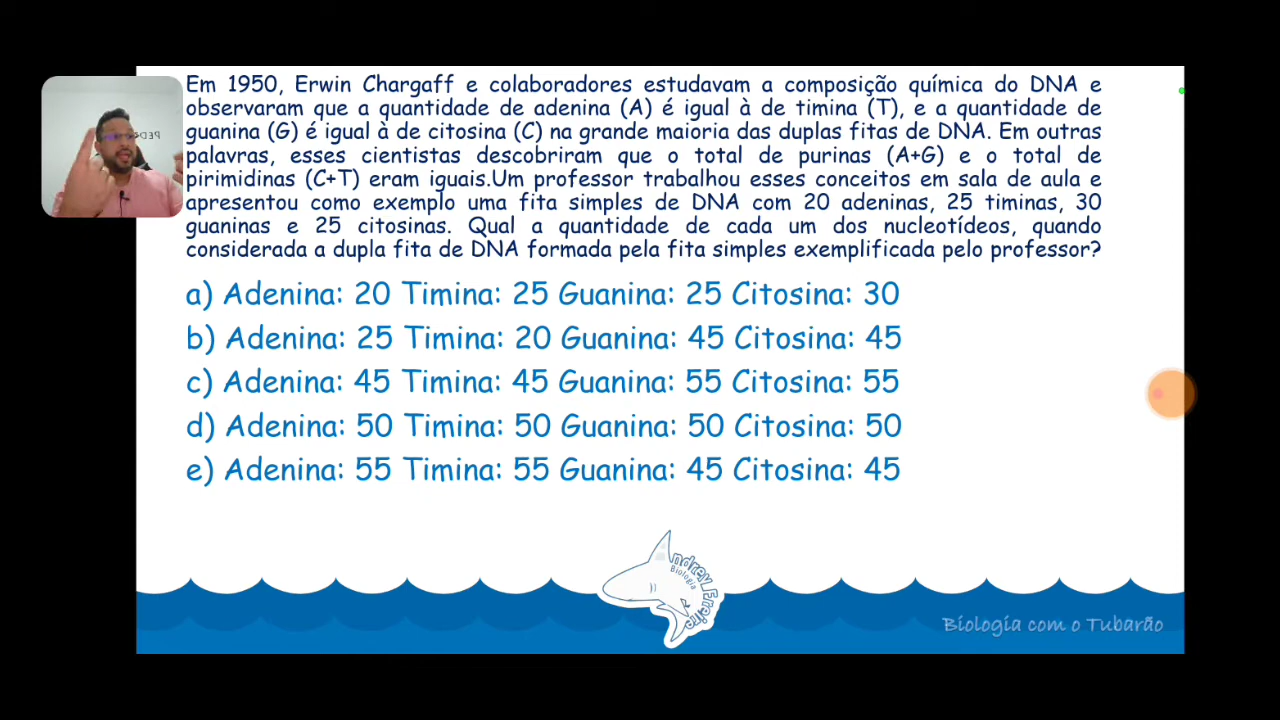 Em 1950, Erwin Chargaff e colaboradores estudavam a composição química do DNA e
observaram que a quantidade de adenina (A) é igual à de timina (T), e a quantidade de
guanina (G) é igual à de citosina (C) na grande maioria das duplas fitas de DNA. Em outras
palavras, esses cientistas descobriram que o total de purinas (A+G) e o total de
pirimidinas (C+T) eram iguais.Um professor trabalhou esses conceitos em sala de aula e
apresentou como exemplo uma fita simples de DNA com 20 adeninas, 25 timinas, 30
guaninas e 25 citosinas. Qual a quantidade de cada um dos nucleotídeos, quando
considerada a dupla fita de DNA formada pela fita simples exemplificada pelo professor?
a) Adenina: 20 Timina: 25 Guanina: 25 Citosina: 30
b) Adenina: 25 Timina: 20 Guanina: 45 Citosina: 45
c) Adenina: 45 Timina: 45 Guanina: 55 Citosina: 55
d) Adenina: 50 Timina: 50 Guanina: 50 Citosina: 50
e) Adenina: 55 Timina: 55 Guanina: 45 Citosina: 45
Biologia
Biologia com o Tubarão